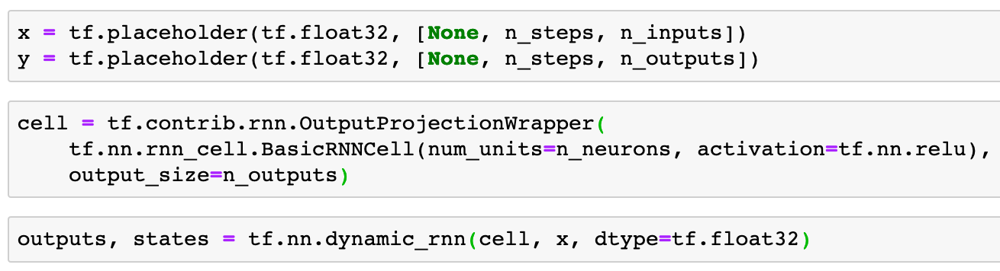 x = tf.placeholder(tf.float32, [None, n_steps, n_inputs])
y = tf.placeholder(tf.float32, [None, n_steps, n_outputs])
cell = tf.contrib.rnn.OutputProjectionWrapper(
    tf.nn.rnn_cell.BasicRNNCell(num_units=n_neurons, activation=tf.nn.relu),
    output_size=n_outputs)
outputs, states = tf.nn.dynamic_rnn(cell, x, dtype=tf.float32)